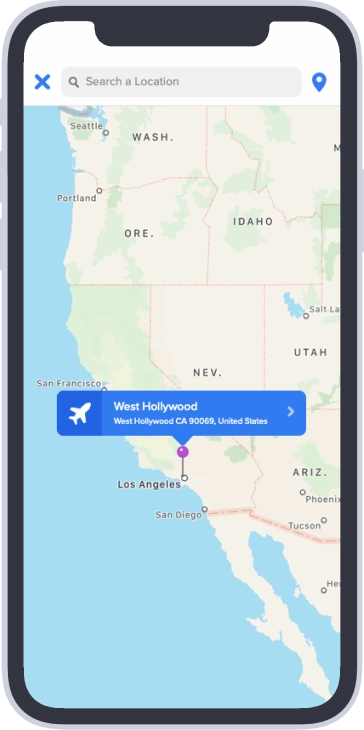 Search a Location
Seattle
WASH.
M
Portland
ORE.
IDAHO
Salt La
UTAH
NEV.
San Francisco
West Hollywood
West Hollywood CA 90069, United States
ARIZ.
Los Angeles
Phoenix
San Diego
Tucson
He